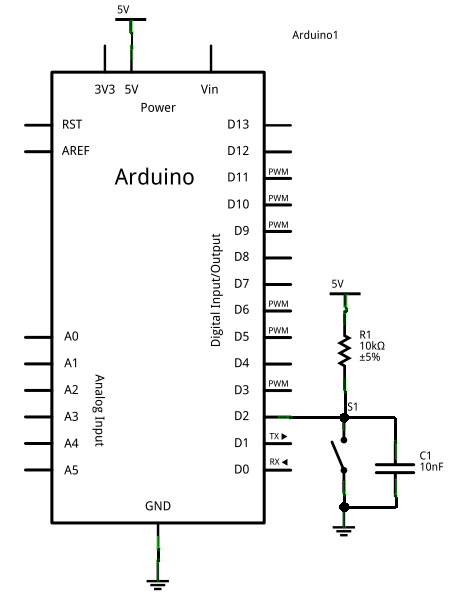 5V
Arduino1
3V3 5V Vin
Power
RST D13
AREF D12
Arduino
D11 PWM
D10 PWM
D9 PWM
D8
D7
Digital Input/Output
D6 PWM
5V
A0 D5 PWM
R1
10kΩ
±5%
A1 D4
A2 D3 PWM
Analog Input
A3 D2
S1
A4 D1 TX ▶
A5 D0 RX ◀
C1
10nF
GND